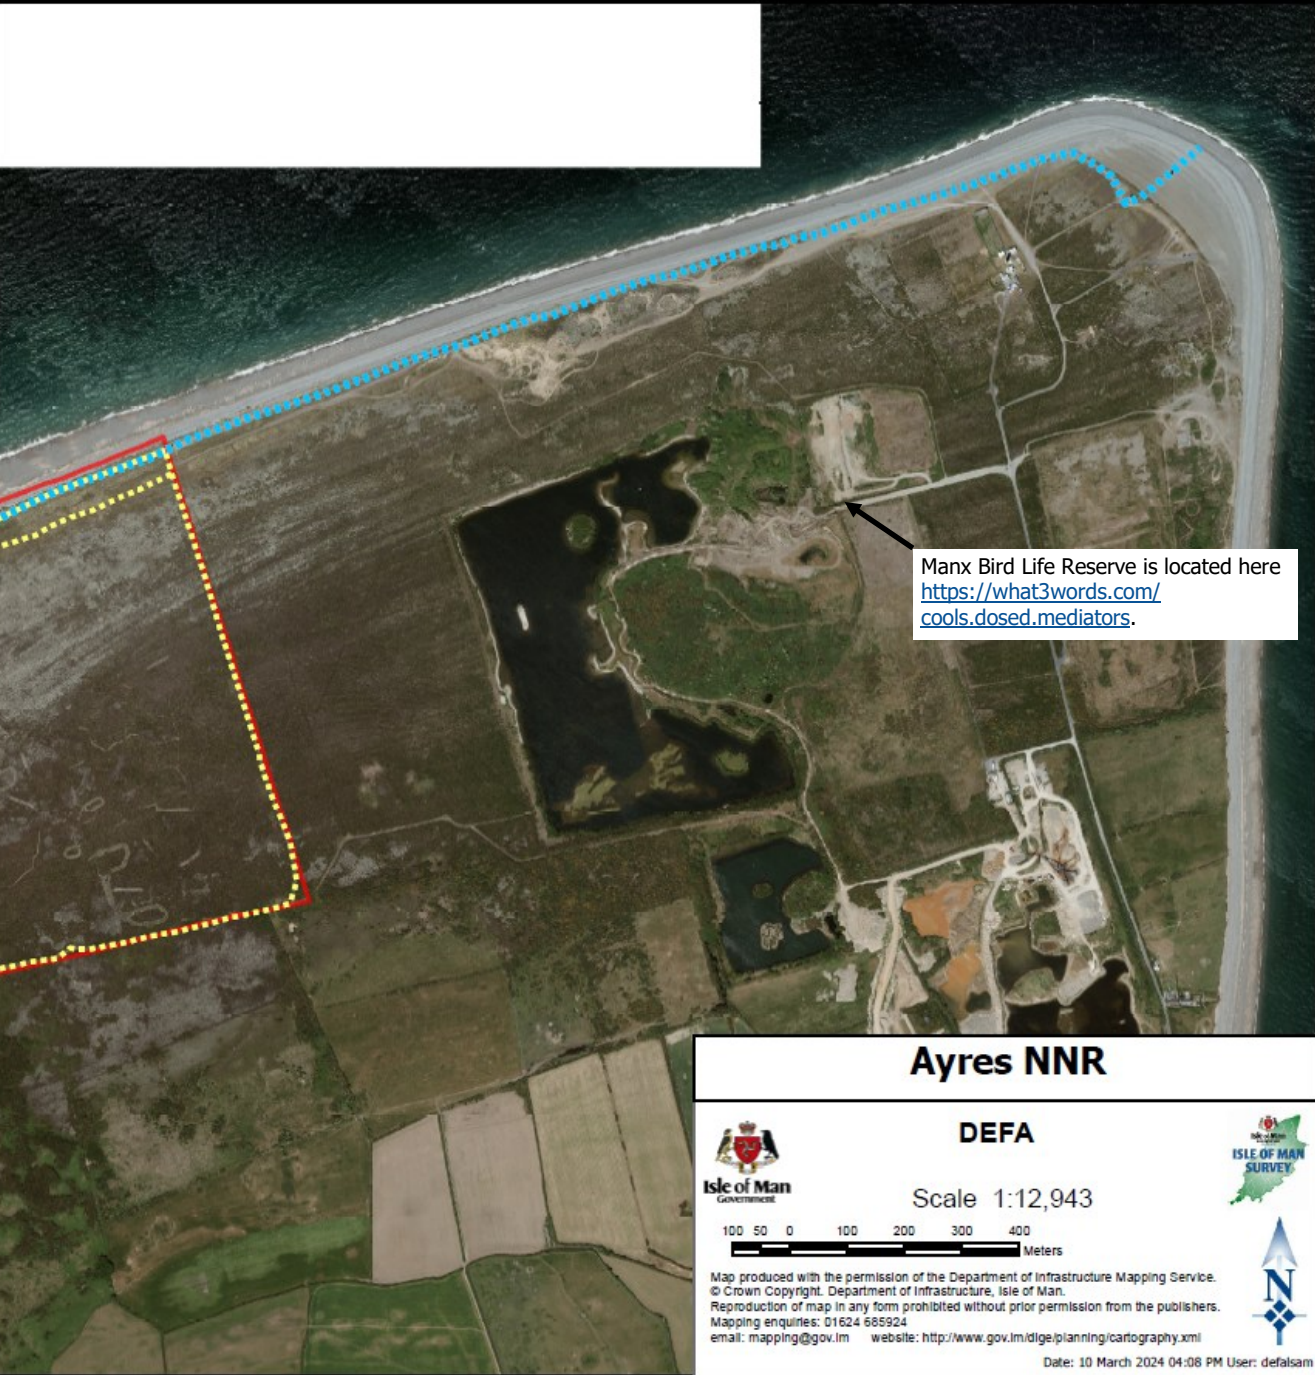 Manx Bird Life Reserve is located here
https://what3words.com/
cools.dosed.mediators.
Ayres NNR
DEFA
Isle of Man
Government
Isle of Man
ISLE OF MAN
SURVEY
Scale 1:12,943
100 50 0 100 200 300 400
Meters
Map produced with the permission of the Department of Infrastructure Mapping Service.
© Crown Copyright. Department of Infrastructure, Isle of Man.
Reproduction of map in any form prohibited without prior permission from the publishers.
Mapping enquiries: 01624 685924
email: mapping@gov.im website: http://www.gov.im/dlge/planning/cartography.xml
N
Date: 10 March 2024 04:08 PM User: defalsam